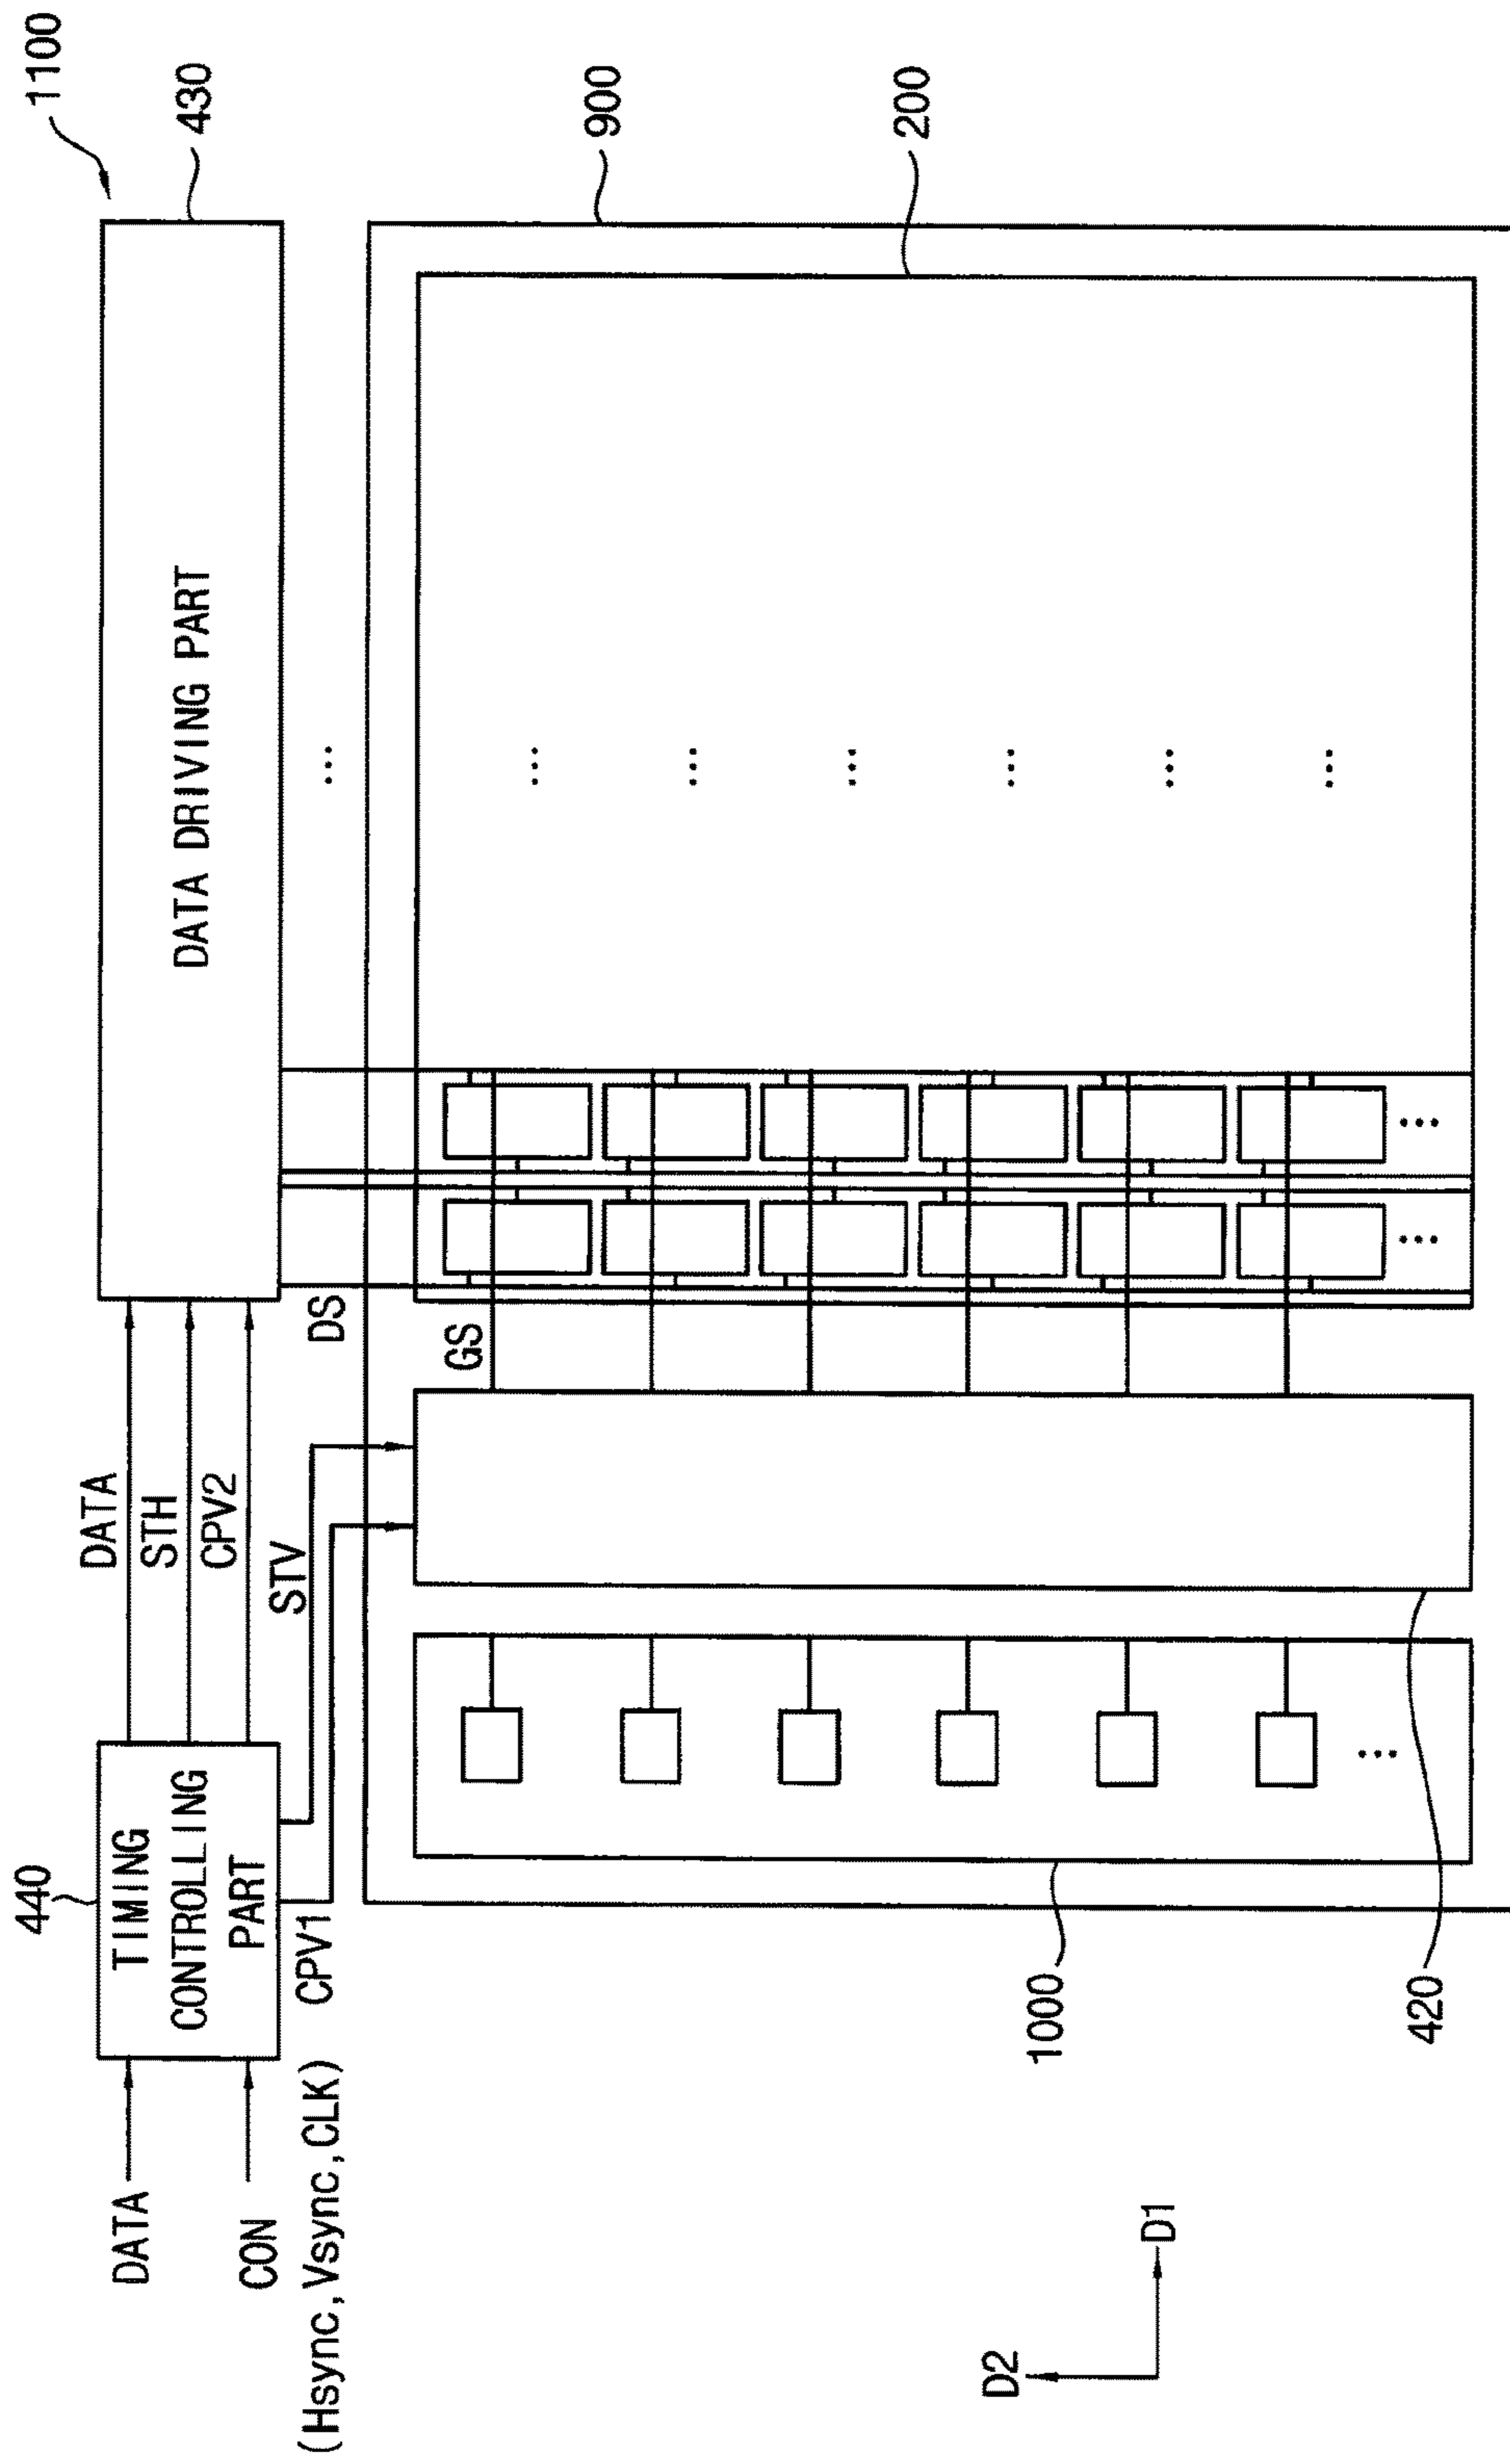 1100
430
900
200
DATA DRIVING PART
...
...
...
...
...
...
...
DATA
STH
CPV2
STV
DS
GS
...
...
440
TIMING
CONTROLLING
PART
CPV1
...
DATA
CON
(Hsync,Vsync,CLK)
1000
420
D2
D1